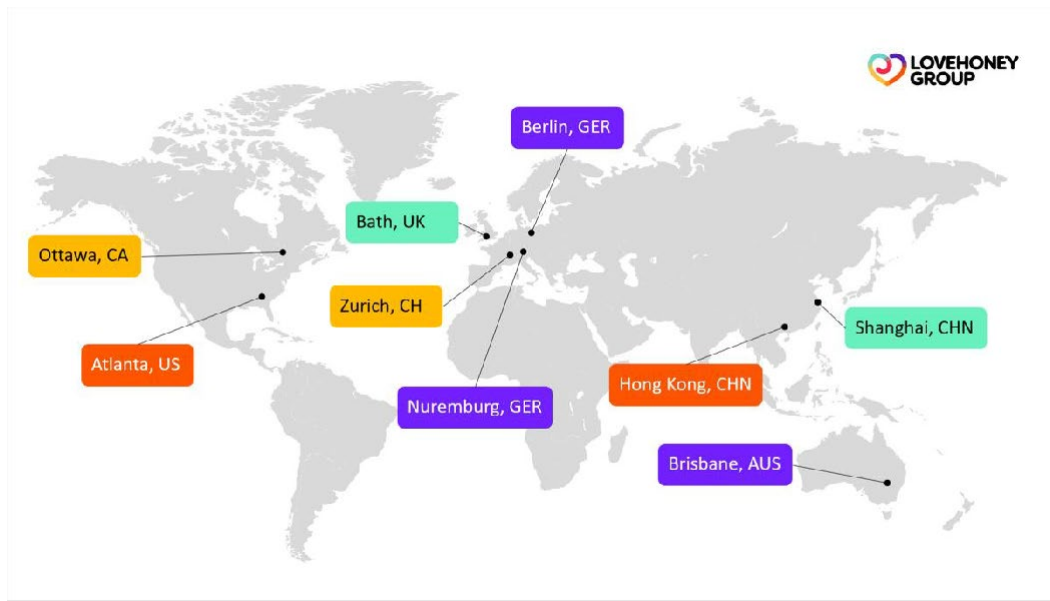 LOVEHONEY
GROUP
Berlin, GER
Bath, UK
Ottawa, CA
Zurich, CH
Shanghai, CHN
Atlanta, US
Hong Kong, CHN
Nuremburg, GER
Brisbane, AUS